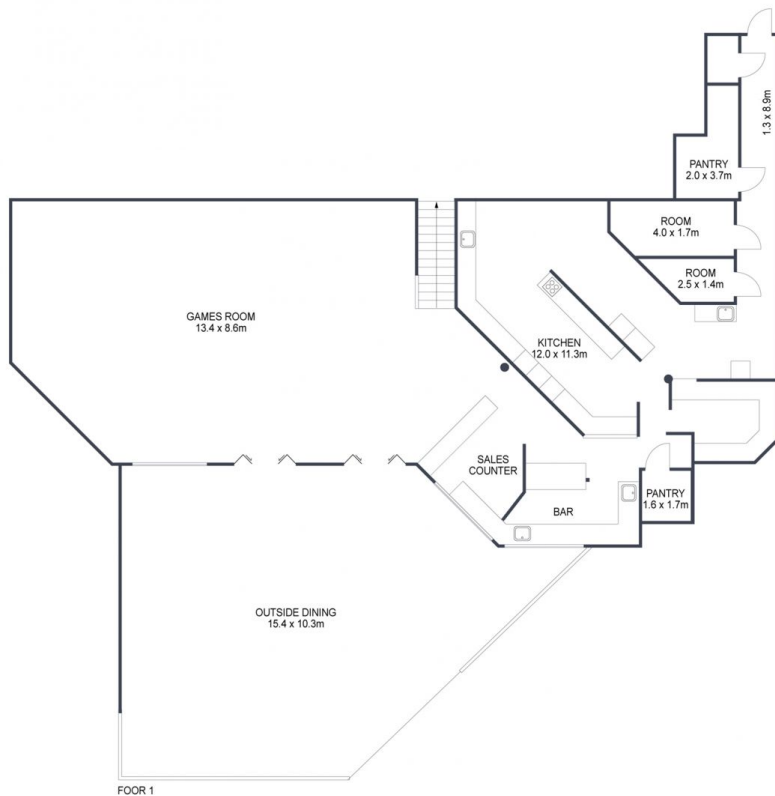 1.3 x 8.9m
PANTRY
2.0 x 3.7m
ROOM
4.0 x 1.7m
ROOM
2.5 x 1.4m
GAMES ROOM
13.4 x 8.6m
KITCHEN
12.0 x 11.3m
SALES
COUNTER
BAR
PANTRY
1.6 x 1.7m
OUTSIDE DINING
15.4 x 10.3m
FOOR 1